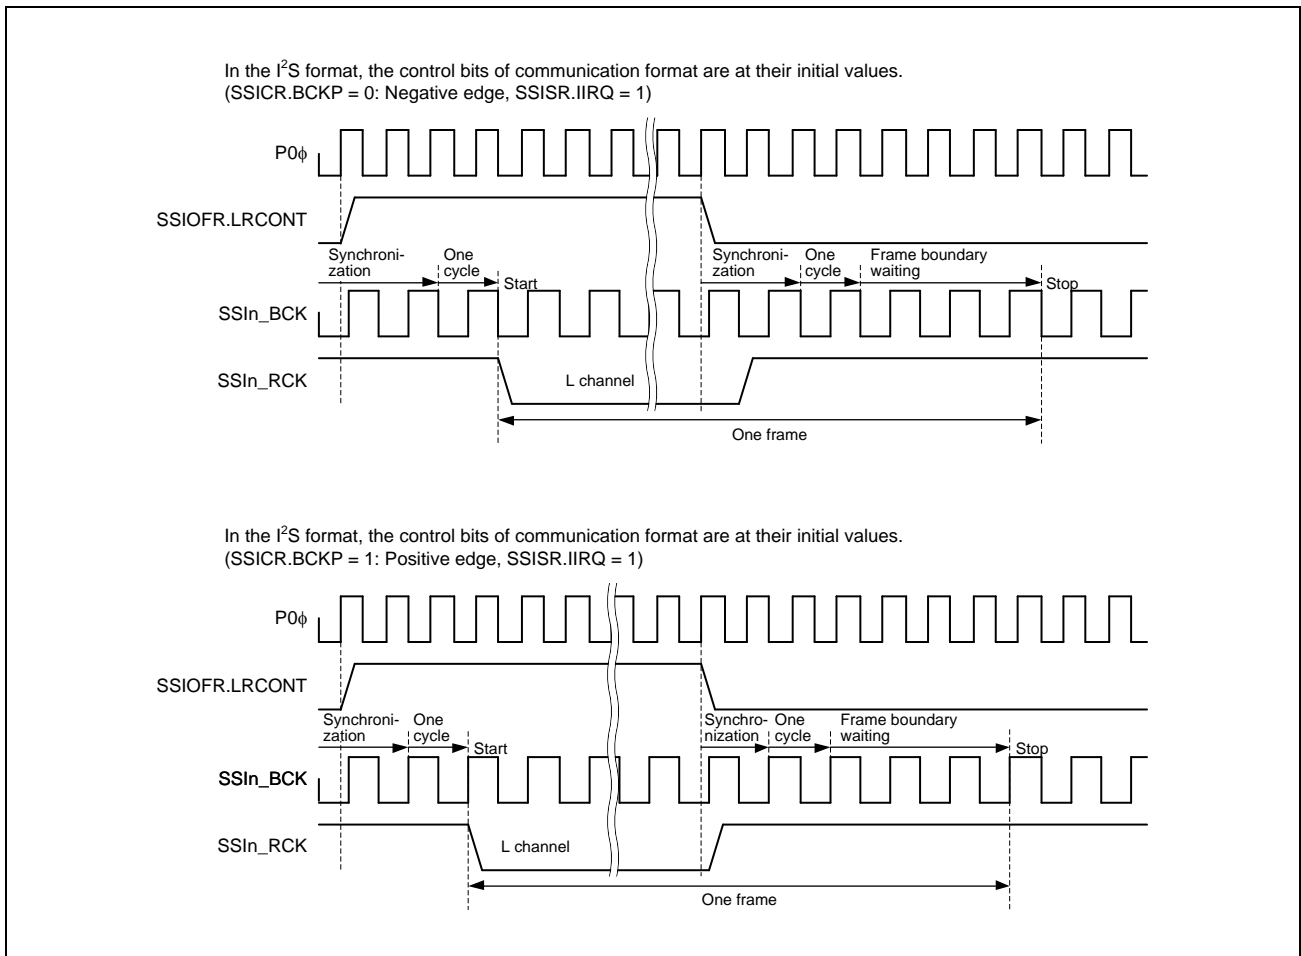 In the I2S format, the control bits of communication format are at their initial values.
(SSICR.BCKP = 0: Negative edge, SSISR.IIRQ = 1)
P0ϕ
SSIOFR.LRCONT
Synchroni-
zation
One
cycle
Start
Synchroni-
zation
One
cycle
Frame boundary
waiting
Stop
SSIn_BCK
SSIn_RCK
L channel
One frame
In the I2S format, the control bits of communication format are at their initial values.
(SSICR.BCKP = 1: Positive edge, SSISR.IIRQ = 1)
P0ϕ
SSIOFR.LRCONT
Synchroni-
zation
One
cycle
Start
Synchro-
nization
One
cycle
Frame boundary
waiting
Stop
SSIn_BCK
SSIn_RCK
L channel
One frame